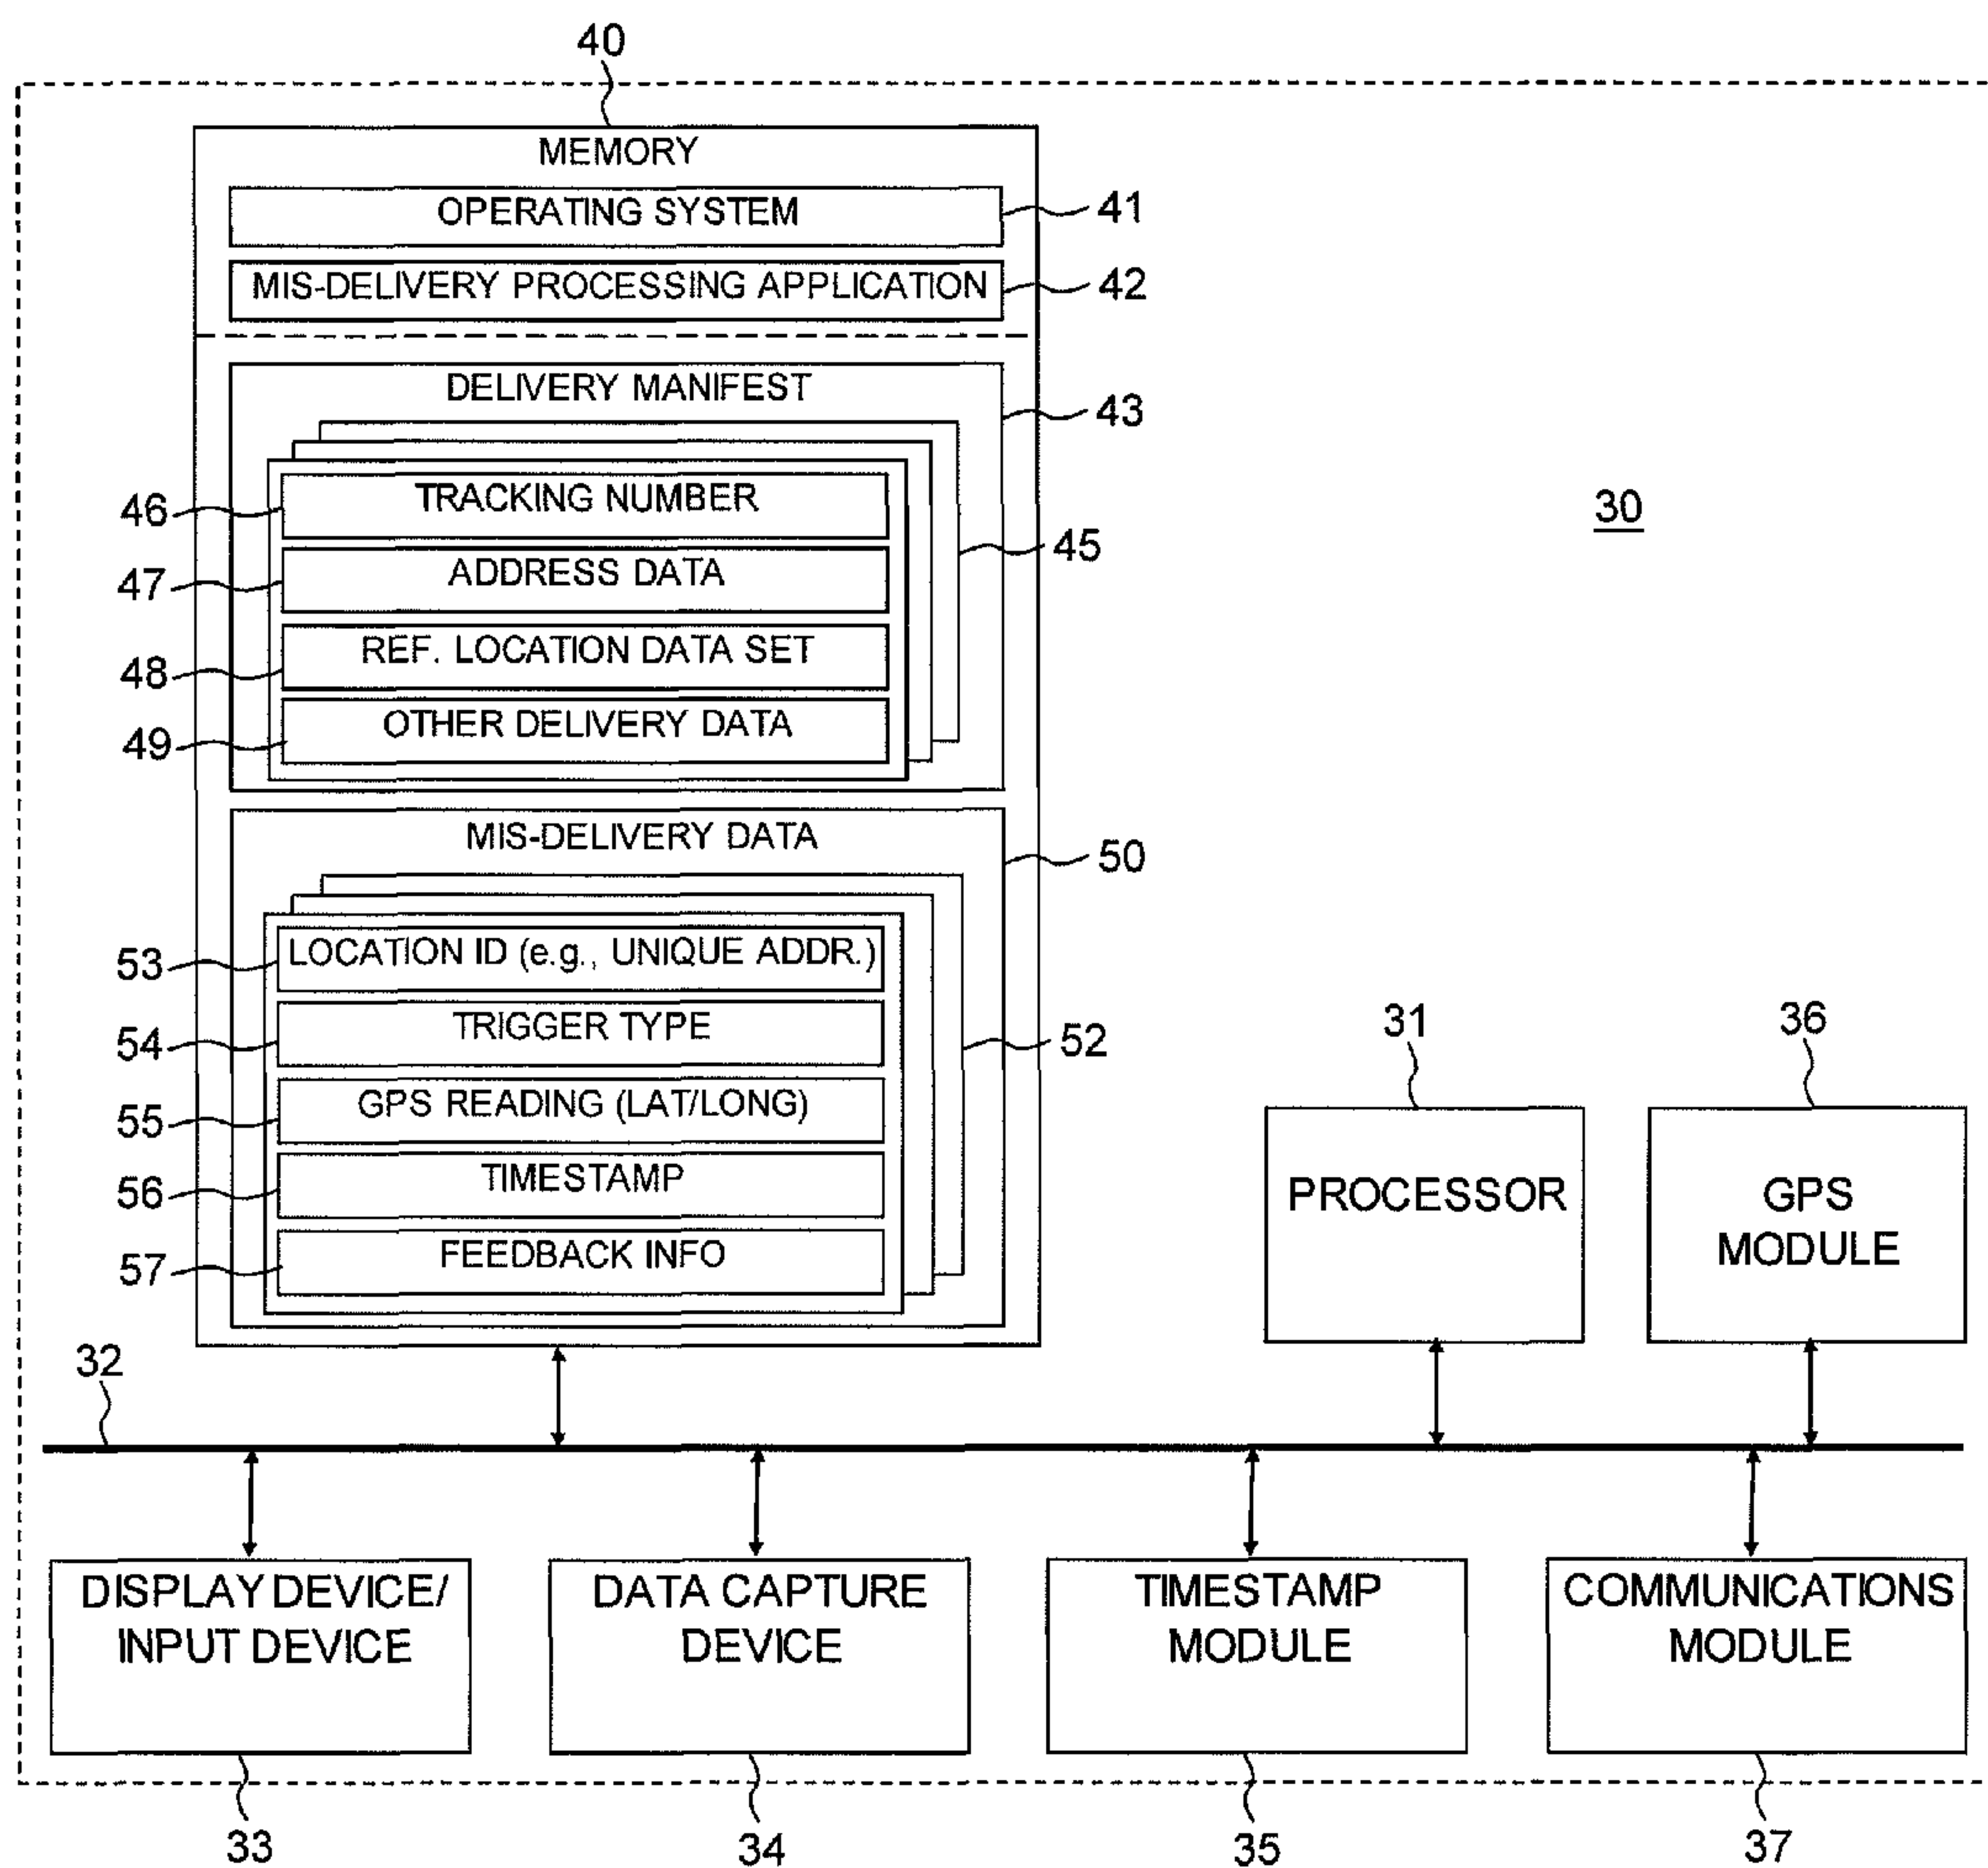 40
MEMORY
OPERATING SYSTEM
41
MIS-DELIVERY PROCESSING APPLICATION
42
DELIVERY MANIFEST
43
46
TRACKING NUMBER
30
45
47
ADDRESS DATA
48
REF. LOCATION DATA SET
49
OTHER DELIVERY DATA
MIS-DELIVERY DATA
50
53
LOCATION ID (e.g., UNIQUE ADDR.)
54
TRIGGER TYPE
52
31
36
55
GPS READING (LAT/LONG)
56
TIMESTAMP
PROCESSOR
GPS
MODULE
57
FEEDBACK INFO
32
DISPLAY DEVICE/
INPUT DEVICE
DATA CAPTURE
DEVICE
TIMESTAMP
MODULE
COMMUNICATIONS
MODULE
33
34
35
37